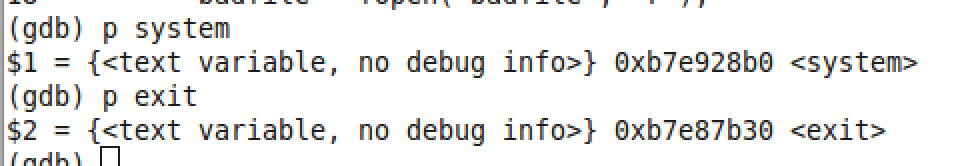 (gdb) p system
$1 = {<text variable, no debug info>} 0xb7e928b0 <system>
(gdb) p exit
$2 = {<text variable, no debug info>} 0xb7e87b30 <exit>
(gdb)